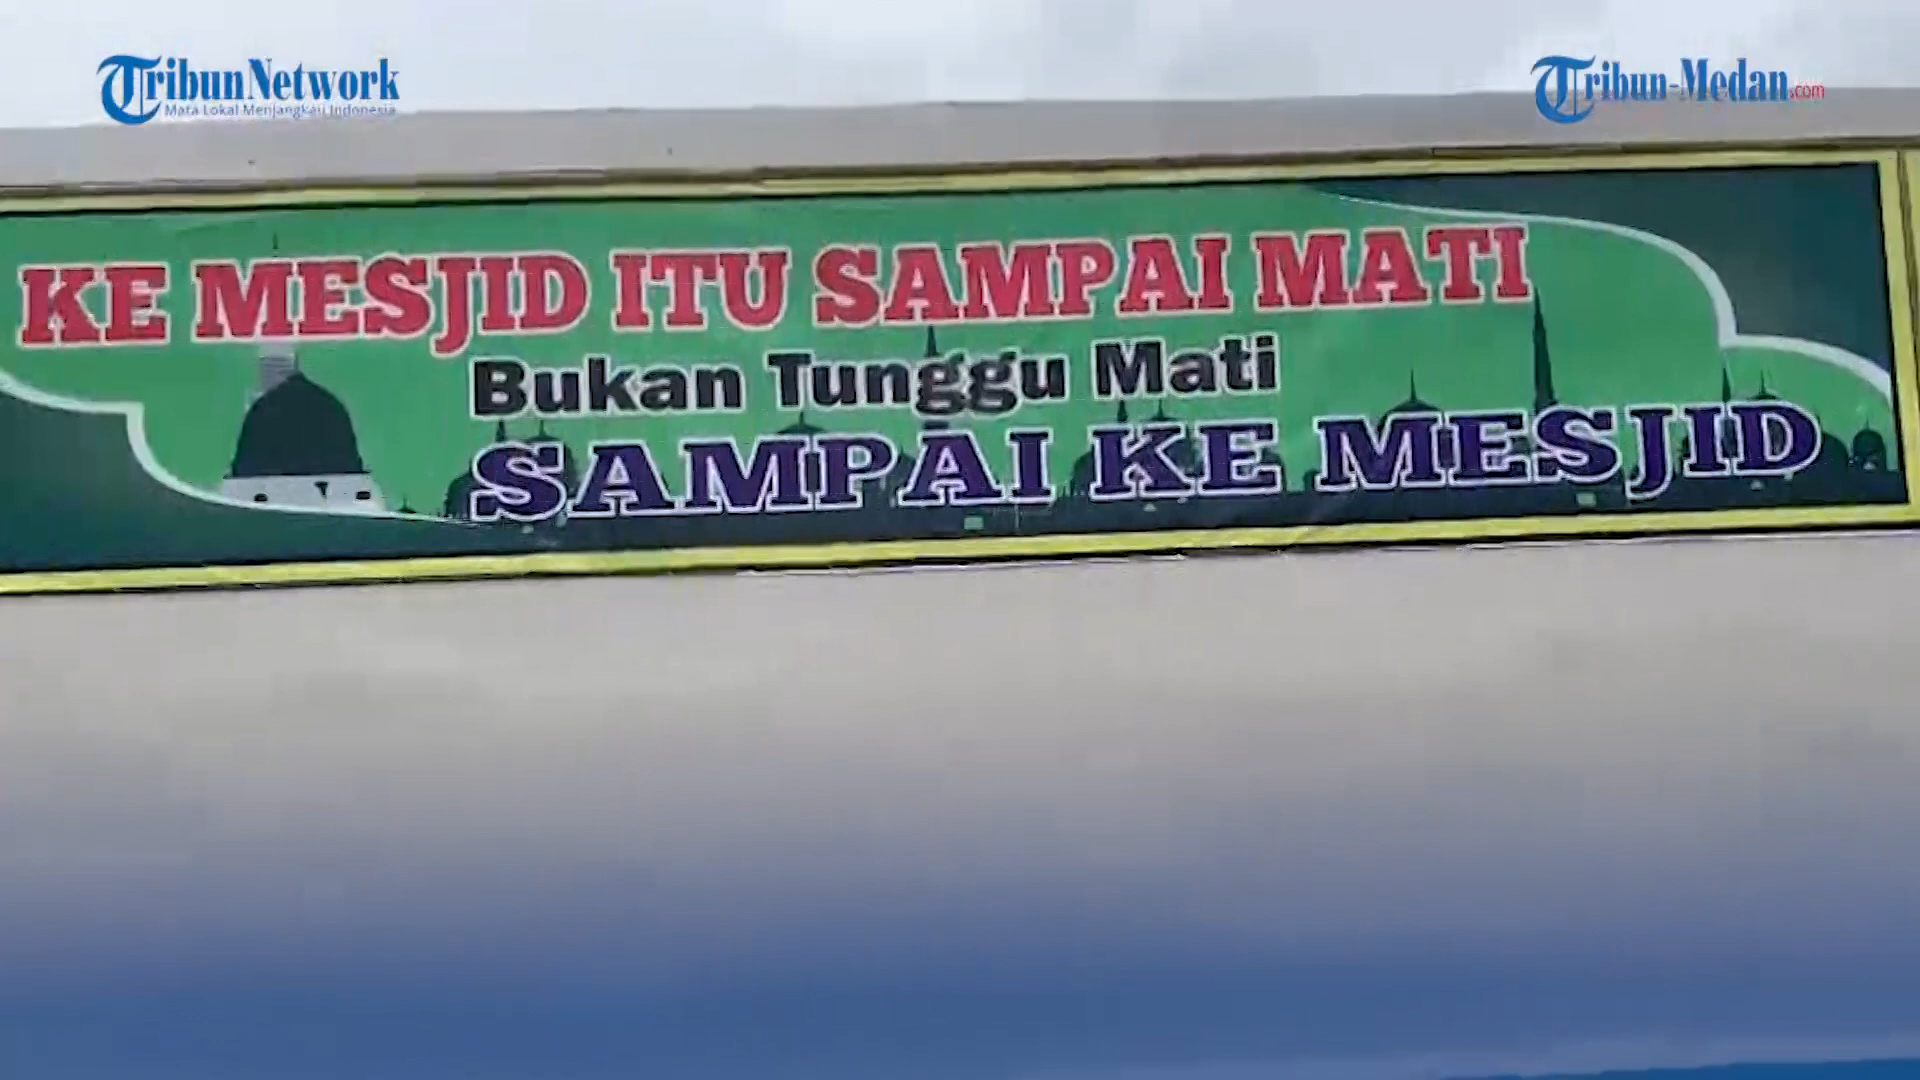 TribunNetwork
Mata Lokal Menjangkau Indonesia
Tribun-Medan.com
KE MESJID ITU SAMPAI MATI
Bukan Tunggu Mati
SAMPAI KE MESJID